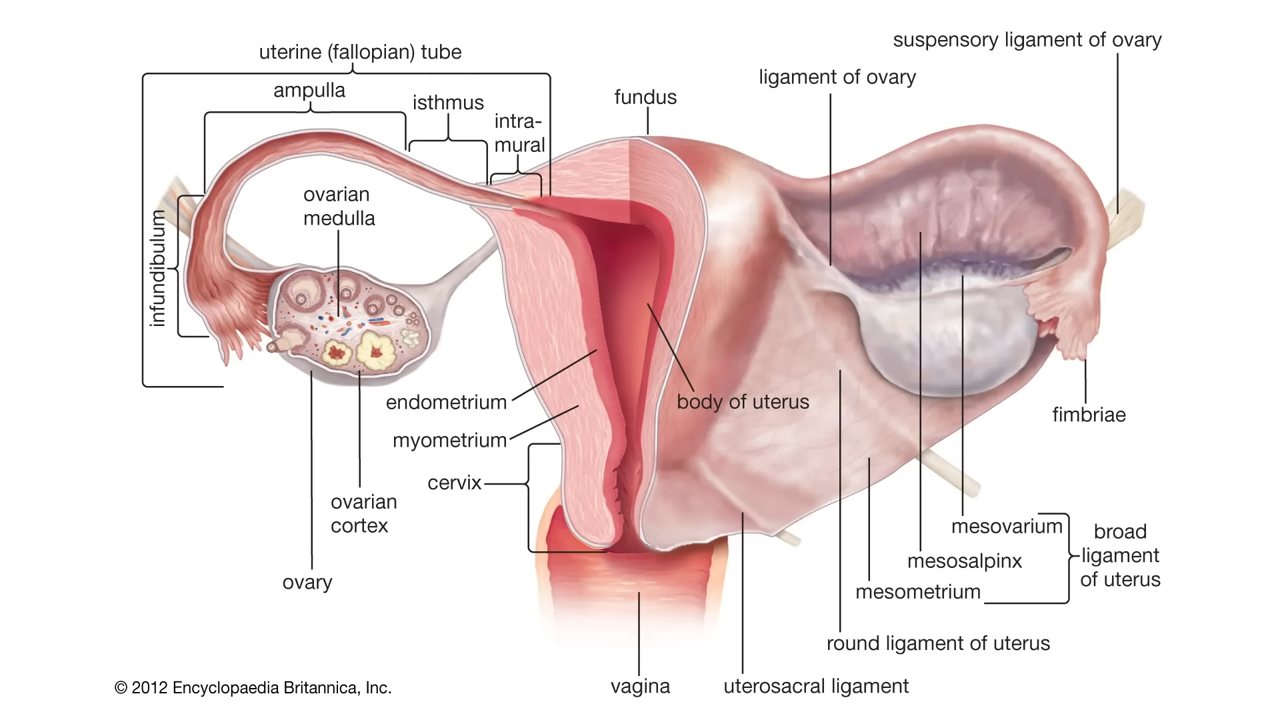 suspensory ligament of ovary
uterine (fallopian) tube
ligament of ovary
ampulla
isthmus
fundus
intra-
mural
ovarian
medulla
infundibulum
endometrium
body of uterus
fimbriae
myometrium
cervix
ovarian
cortex
mesovarium
broad
ligament
of uterus
mesosalpinx
ovary
mesometrium
round ligament of uterus
© 2012 Encyclopaedia Britannica, Inc.
vagina
uterosacral ligament